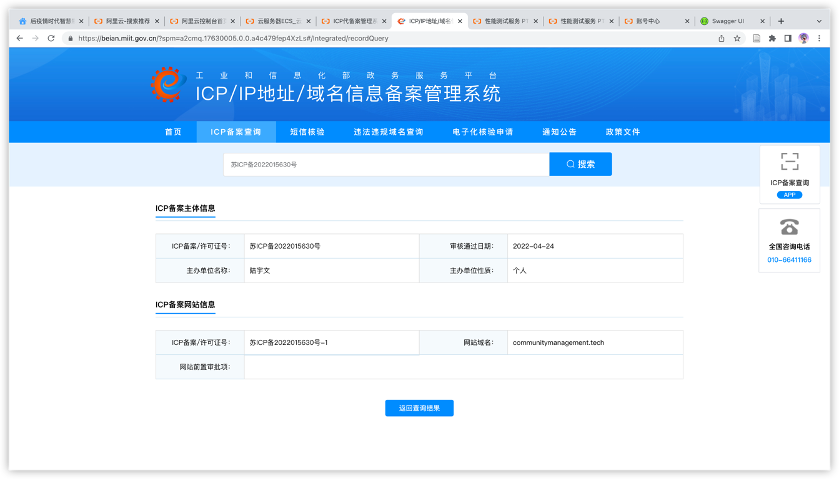 后疫情时代智慧
阿里云-搜索推荐
阿里云控制台首页
云服务器ECS_云
ICP代备案管理系
ICP/IP地址/域名
性能测试服务 PT
性能测试服务 PT
账号中心
Swagger UI
https://beian.miit.gov.cn/?spm=a2cmq.17630005.0.0.a4c479fep4XzLs#/Integrated/recordQuery
工业和信息化部政务服务平台
ICP/IP地址/域名信息备案管理系统
首页 ICP备案查询 短信核验 违法违规域名查询 电子化核验申请 通知公告 政策文件
苏ICP备2022015630号 搜索
ICP备案查询
APP
全国咨询电话
010-66411166
ICP备案主体信息
ICP备案/许可证号: 苏ICP备2022015630号 审核通过日期: 2022-04-24
主办单位名称: 陆宇文 主办单位性质: 个人
ICP备案网站信息
ICP备案/许可证号: 苏ICP备2022015630号-1 网站域名: communitymanagement.tech
网站前置审批项:
返回查询结果